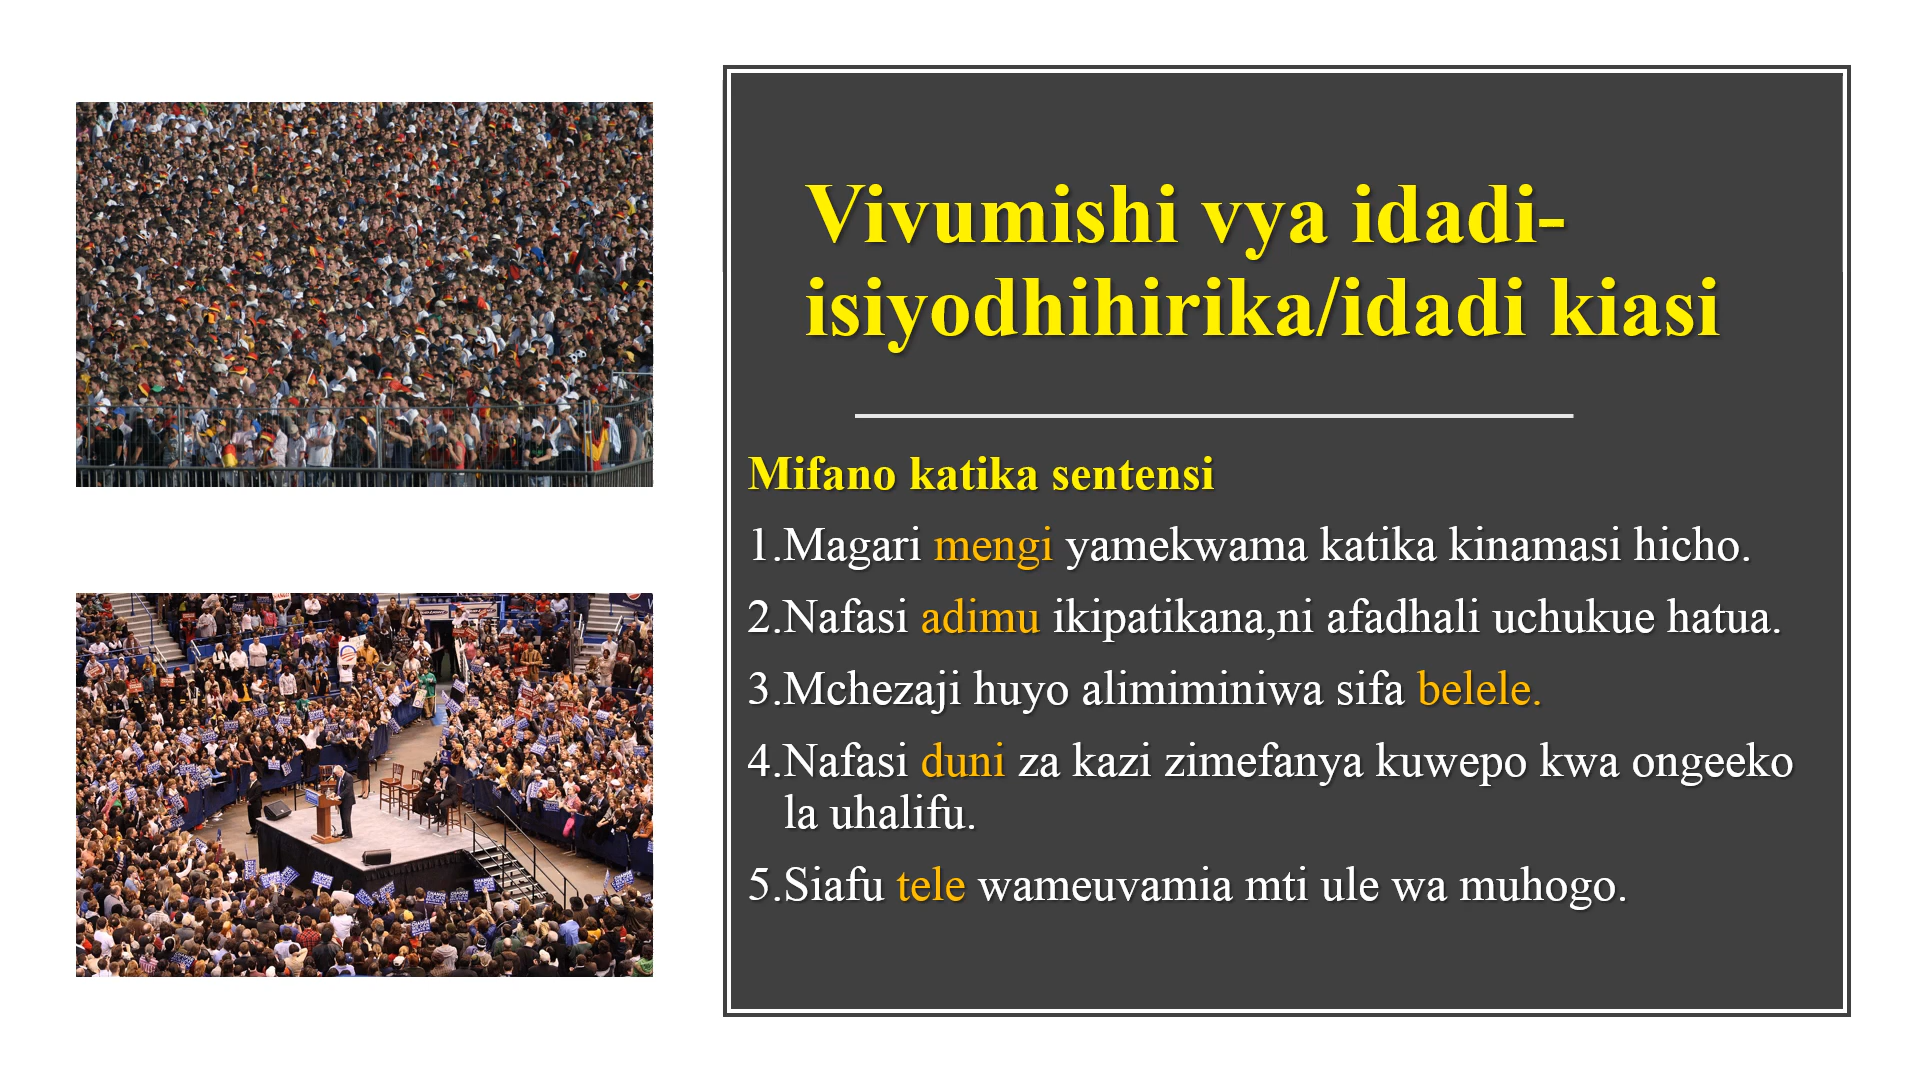 Vivumishi vya idadi-
isiyodhihirika/idadi kiasi
Mifano katika sentensi
1.Magari mengi yamekwama katika kinamasi hicho.
2.Nafasi adimu ikipatikana,ni afadhali uchukue hatua.
3.Mchezaji huyo alimiminiwa sifa belele.
4.Nafasi duni za kazi zimefanya kuwepo kwa ongeeko
la uhalifu.
5.Siafu tele wameuvamia mti ule wa muhogo.